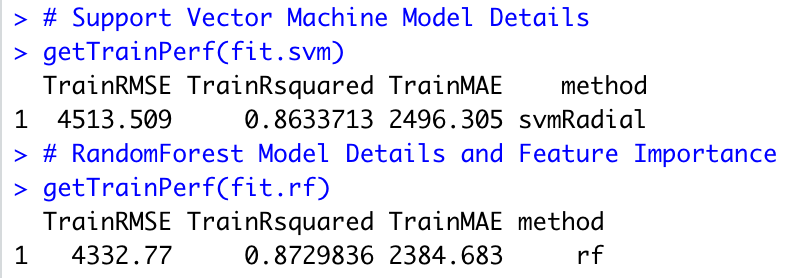 > # Support Vector Machine Model Details
> getTrainPerf(fit.svm)
  TrainRMSE TrainRsquared TrainMAE    method
1  4513.509     0.8633713 2496.305 svmRadial
> # RandomForest Model Details and Feature Importance
> getTrainPerf(fit.rf)
  TrainRMSE TrainRsquared TrainMAE method
1   4332.77     0.8729836 2384.683     rf